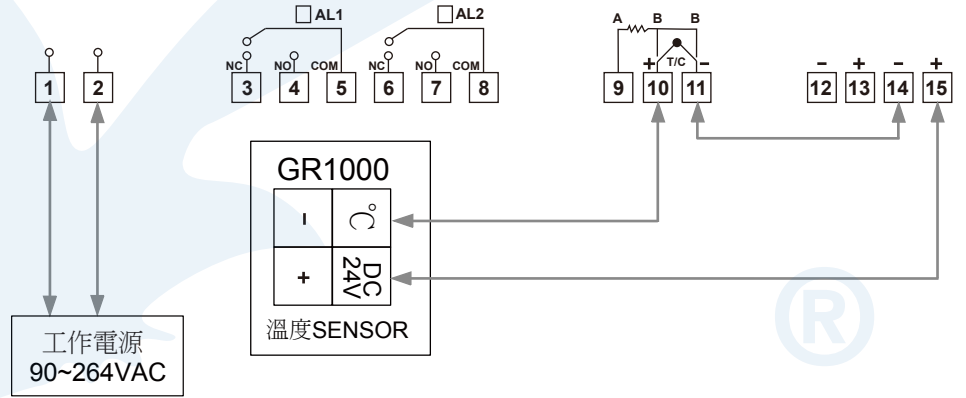 AL1
AL2
A B B
NC NO COM NC NO COM + T/C − − + − +
1 2 3 4 5 6 7 8 9 10 11 12 13 14 15
GR1000
− °C
+ DC 24V
溫度SENSOR
工作電源
90~264VAC
®